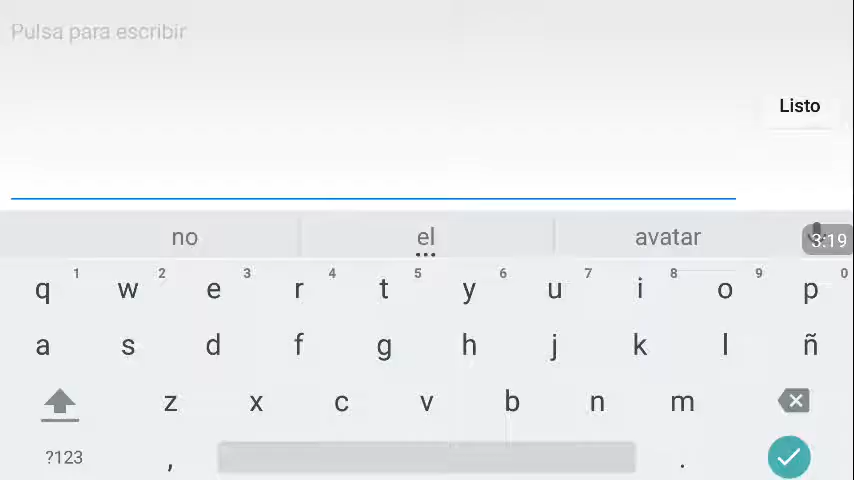 Pulsa para escribir
Listo
no el avatar
3:19
1 2 3 4 5 6 7 8 9 0
q w e r t y u i o p
a s d f g h j k l ñ
z x c v b n m
?123 , .